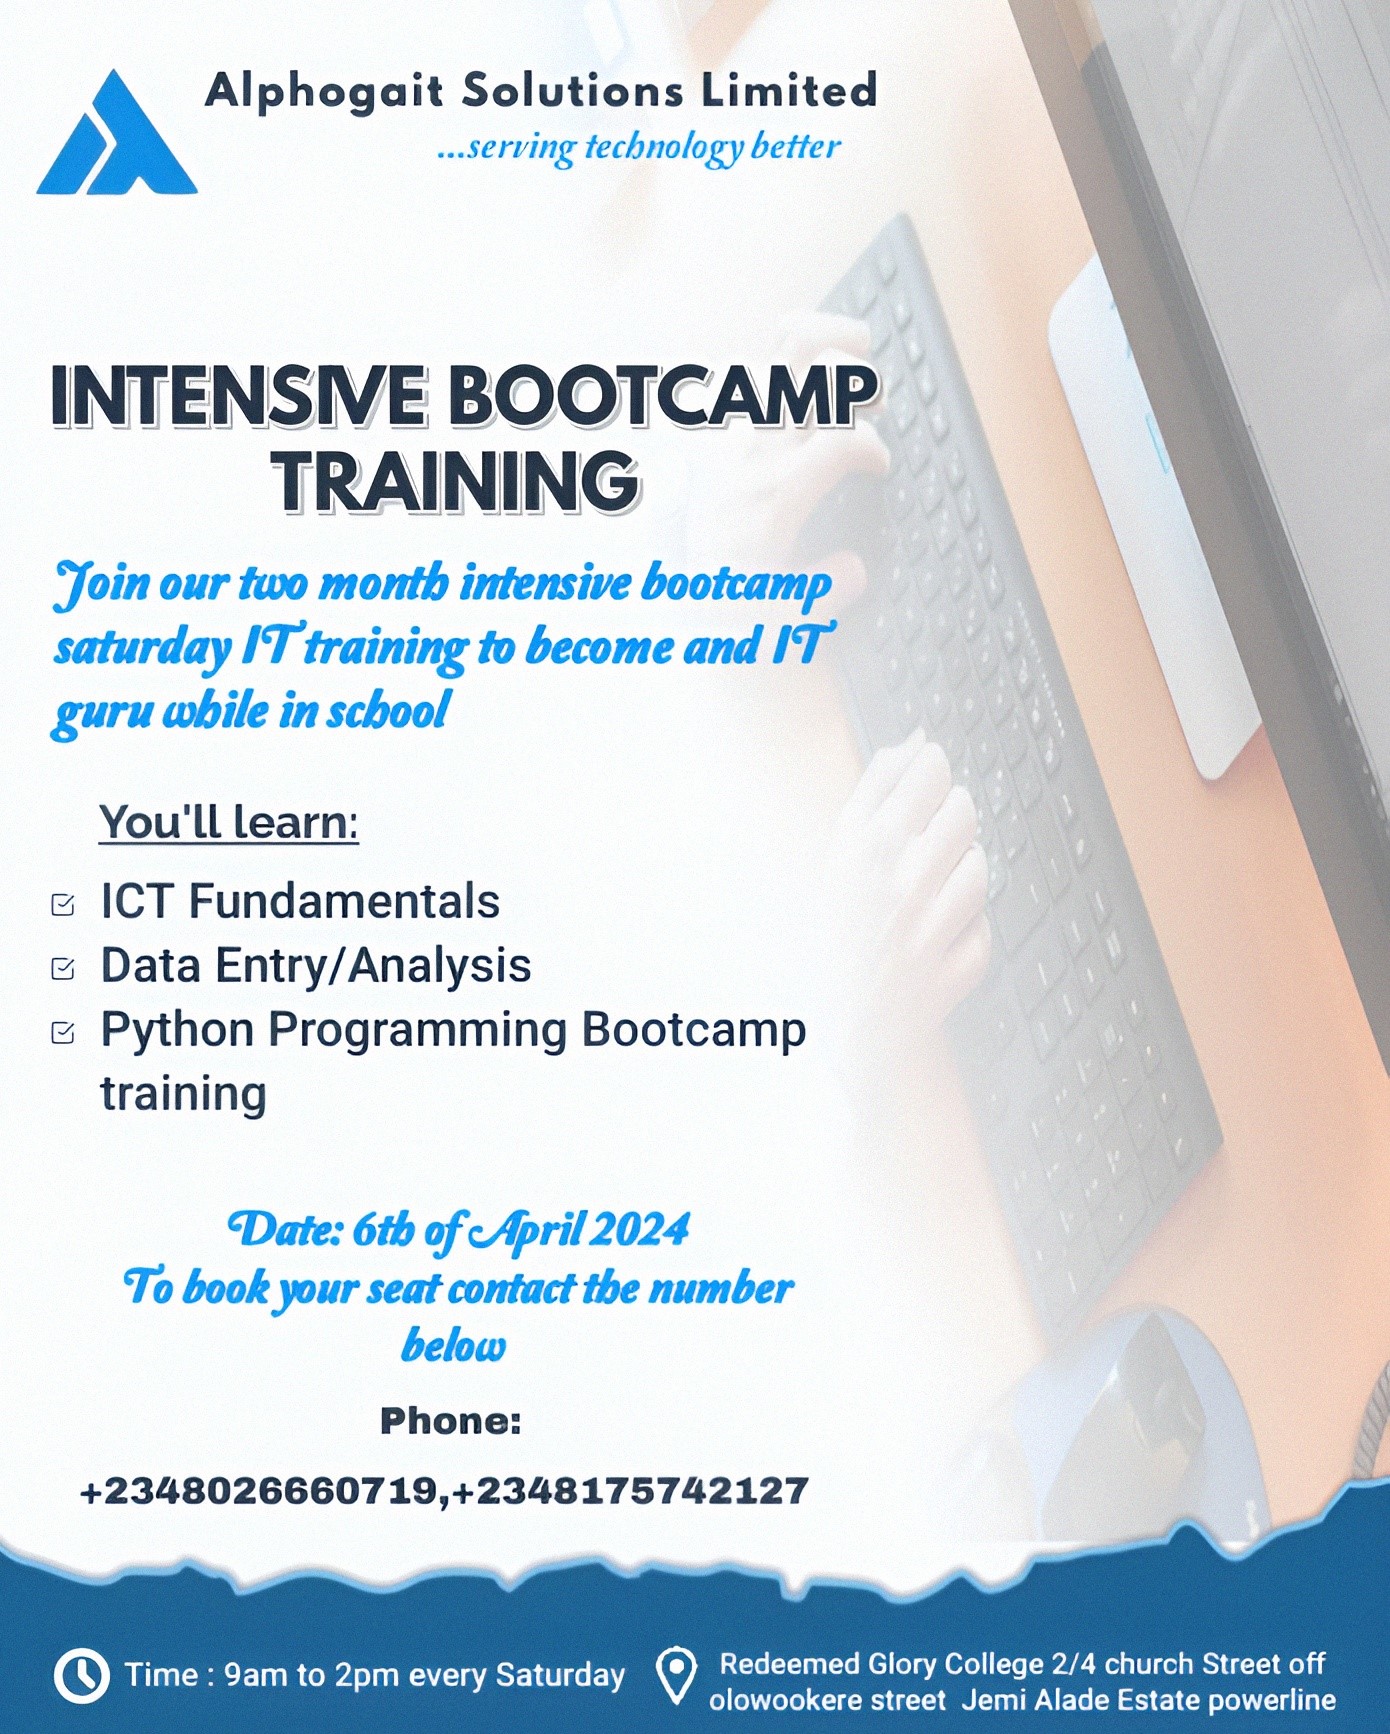 Alphogait Solutions Limited
...serving technology better
INTENSIVE BOOTCAMP
TRAINING
Join our two month intensive bootcamp
saturday IT training to become and IT
guru while in school
You'll learn:
ICT Fundamentals
Data Entry/Analysis
Python Programming Bootcamp
training
Date: 6th of April 2024
To book your seat contact the number
below
Phone:
+2348026660719,+2348175742127
Time : 9am to 2pm every Saturday
Redeemed Glory College 2/4 church Street off
olowookere street Jemi Alade Estate powerline